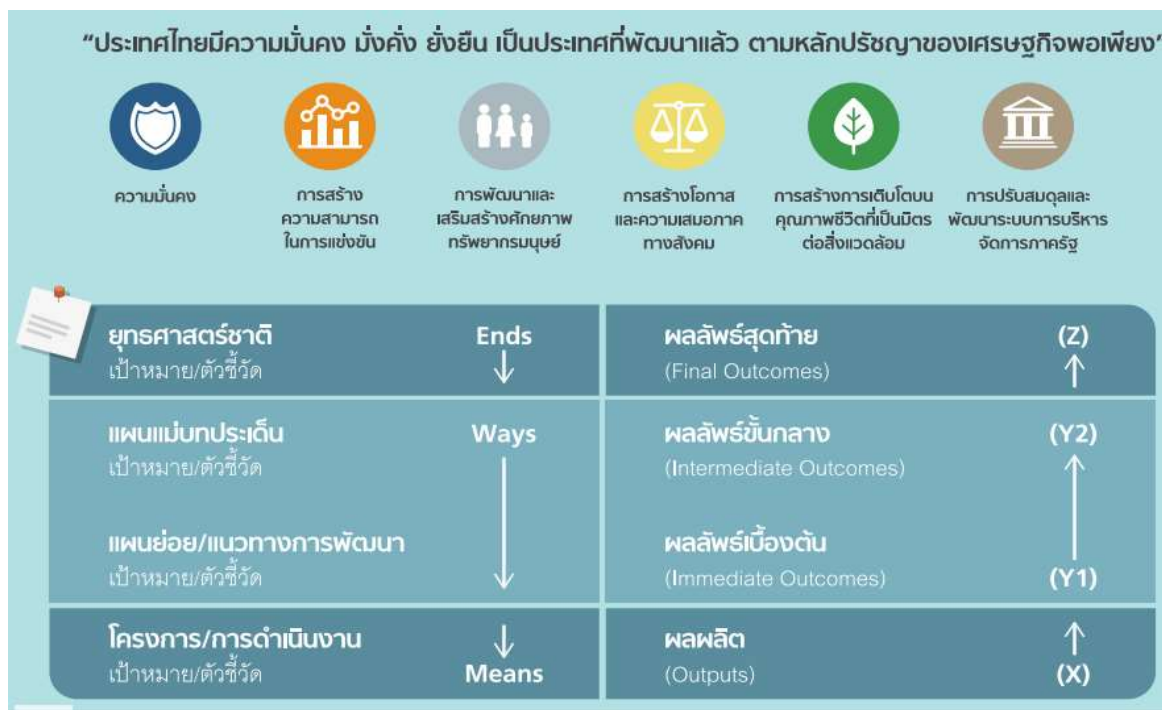 “ประเทศไทยมีความมั่นคง มั่งคั่ง ยั่งยืน เป็นประเทศที่พัฒนาแล้ว ตามหลักปรัชญาของเศรษฐกิจพอเพียง”
ความมั่นคง
การสร้าง
ความสามารถ
ในการแข่งขัน
การพัฒนาและ
เสริมสร้างศักยภาพ
ทรัพยากรมนุษย์
การสร้างโอกาส
และความเสมอภาค
ทางสังคม
การสร้างการเติบโตบน
คุณภาพชีวิตที่เป็นมิตร
ต่อสิ่งแวดล้อม
การปรับสมดุลและ
พัฒนาระบบการบริหาร
จัดการภาครัฐ
ยุทธศาสตร์ชาติ Ends
เป้าหมาย/ตัวชี้วัด
ผลลัพธ์สุดท้าย (Z)
(Final Outcomes)
แผนแม่บทประเด็น Ways
เป้าหมาย/ตัวชี้วัด
ผลลัพธ์ขั้นกลาง (Y2)
(Intermediate Outcomes)
แผนย่อย/แนวทางการพัฒนา
เป้าหมาย/ตัวชี้วัด
ผลลัพธ์เบื้องต้น
(Immediate Outcomes) (Y1)
โครงการ/การดำเนินงาน
เป้าหมาย/ตัวชี้วัด Means
ผลผลิต
(Outputs) (X)